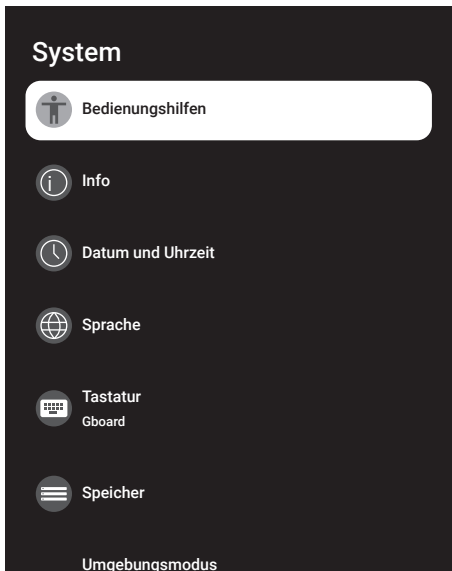 System
Bedienungshilfen
Info
Datum und Uhrzeit
Sprache
Tastatur
Gboard
Speicher
Umgebungsmodus